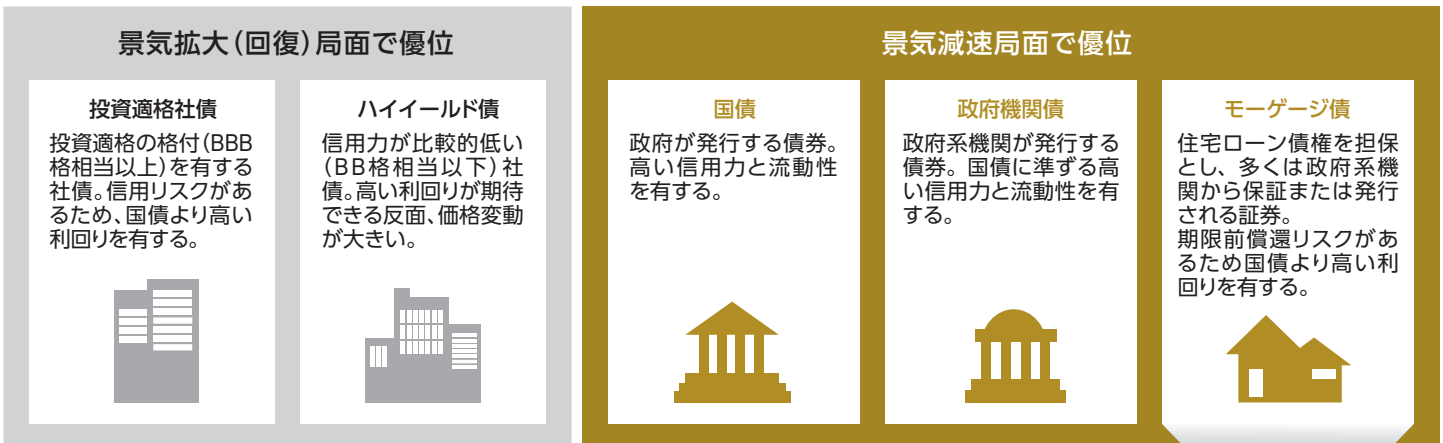 景気拡大(回復)局面で優位
投資適格社債
投資適格の格付(BBB
格相当以上)を有する
社債。信用リスクがあ
るため、国債より高い
利回りを有する。
ハイイールド債
信用力が比較的低い
(BB格相当以下)社
債。高い利回りが期待
できる反面、価格変動
が大きい。
景気減速局面で優位
国債
政府が発行する債券。
高い信用力と流動性
を有する。
政府機関債
政府系機関が発行する
債券。国債に準ずる高
い信用力と流動性を有
する。
モーゲージ債
住宅ローン債権を担保
とし、多くは政府系機
関から保証または発行
される証券。
期限前償還リスクがあ
るため国債より高い利
回りを有する。